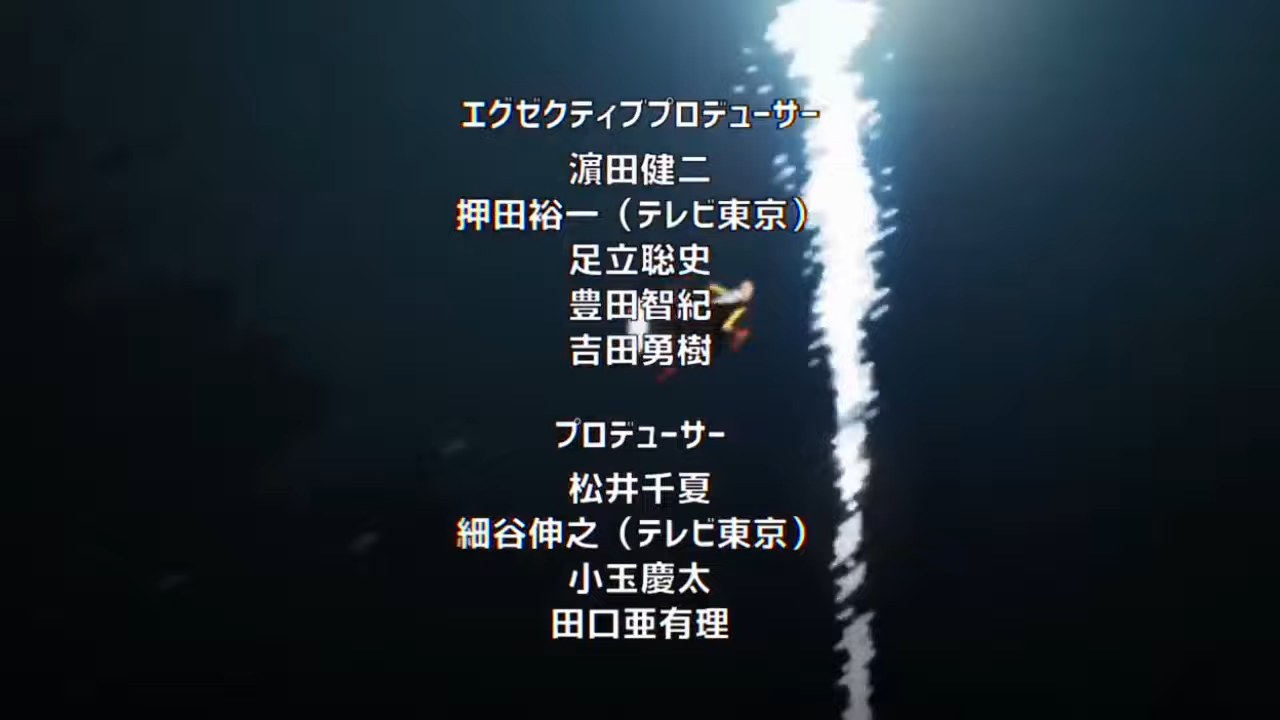 エグゼクティブプロデューサー
濵田健二
押田裕一（テレビ東京）
足立聡史
豊田智紀
吉田勇樹
プロデューサー
松井千夏
細谷伸之（テレビ東京）
小玉慶太
田口亜有理